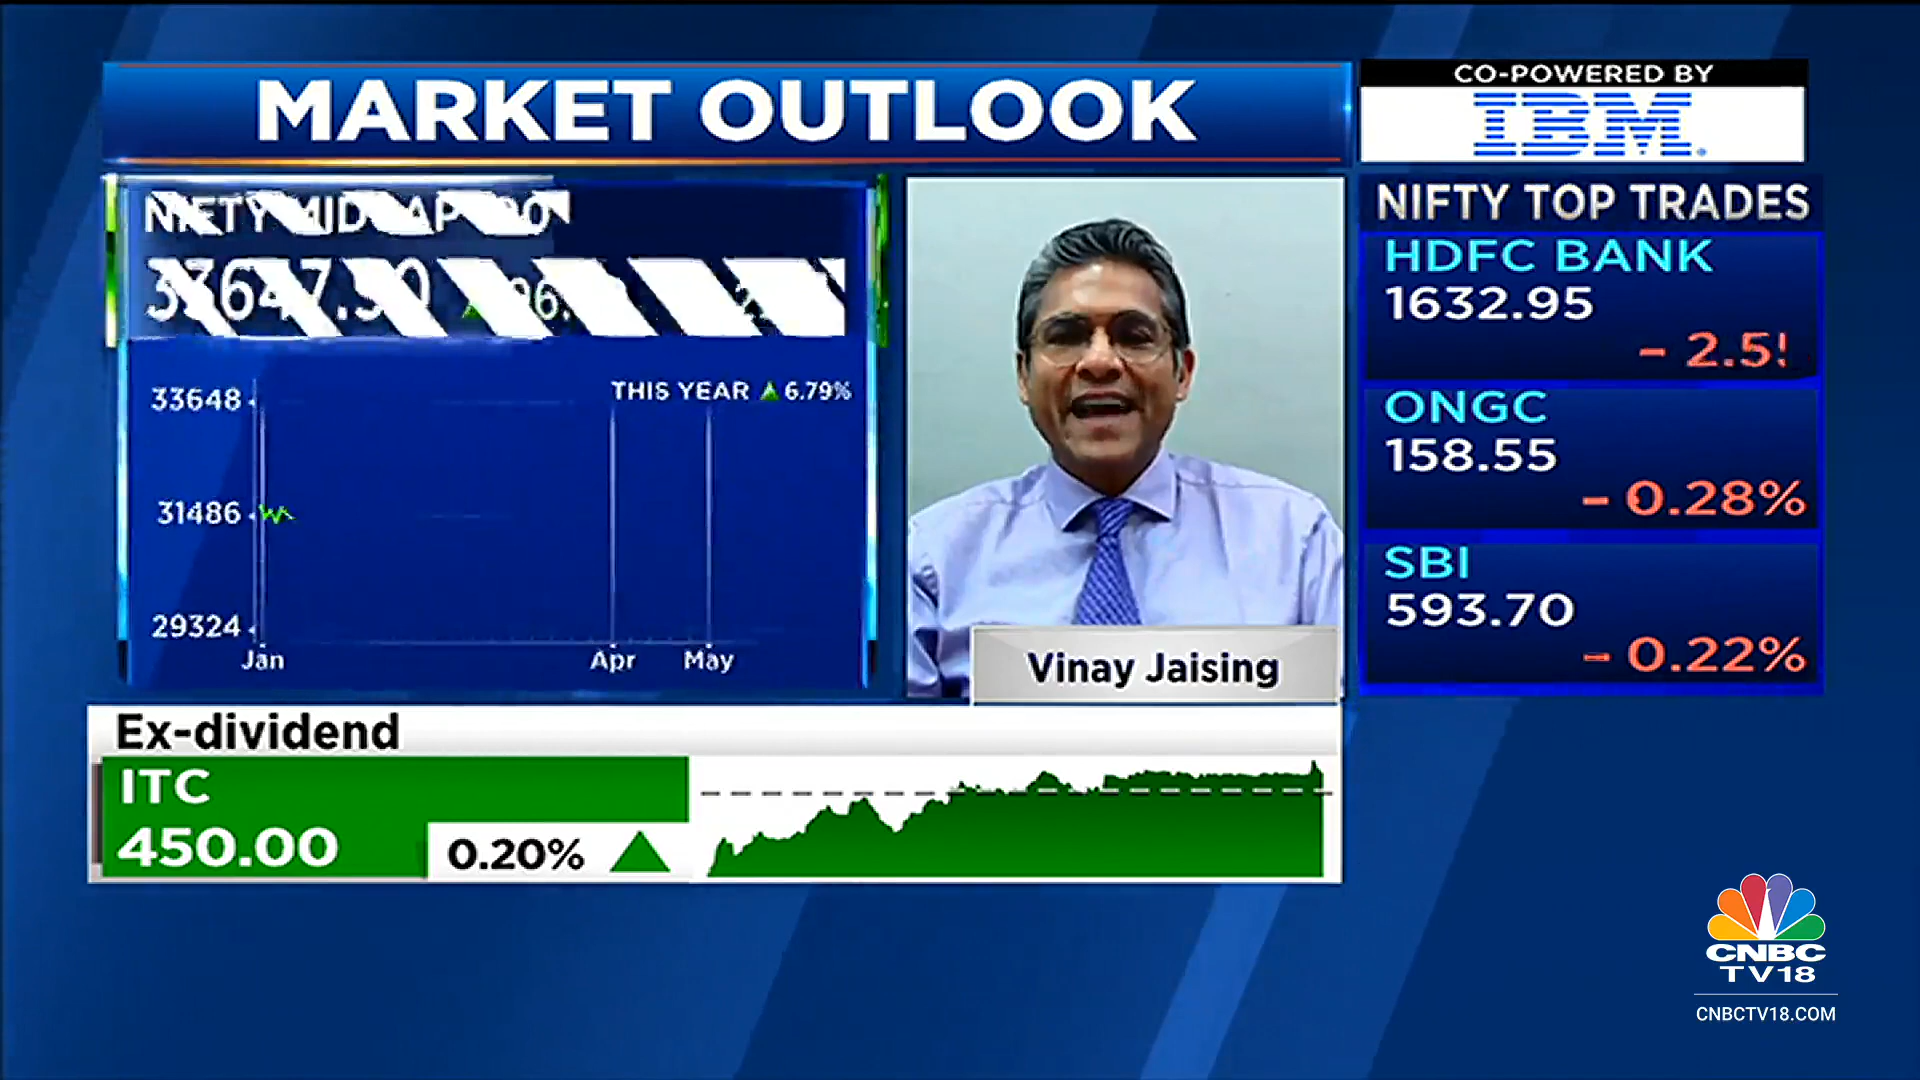 MARKET OUTLOOK
CO-POWERED BY
IBM
33648
THIS YEAR ▲ 6.79%
31486
29324
Jan Apr May
Vinay Jaising
NIFTY TOP TRADES
HDFC BANK
1632.95
ONGC
158.55
- 0.28%
SBI
593.70
- 0.22%
Ex-dividend
ITC
450.00
0.20% ▲
CNBC
TV18
CNBCTV18.COM